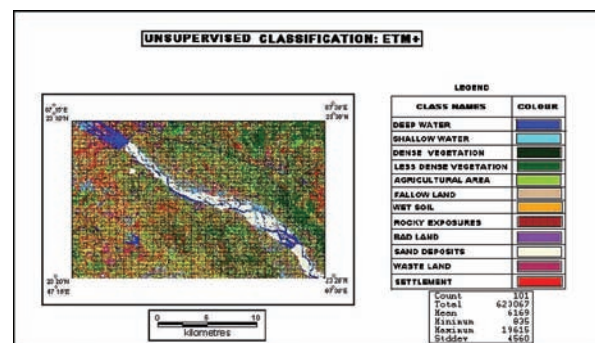 UNSUPERVISED CLASSIFICATION: ETM+
LEGEND
CLASS NAMES COLOUR
DEEP WATER
SHALLOW WATER
DENSE VEGETATION
LESS DENSE VEGETATION
AGRICULTURAL AREA
FALLOW LAND
WET SOIL
ROCKY EXPOSURES
BAD LAND
SAND DEPOSITS
WASTE LAND
SETTLEMENT
0 5 10
kilometres
Count 101
Total 623067
Mean 6169
Minimum 835
Maximum 19615
Stddev 4560